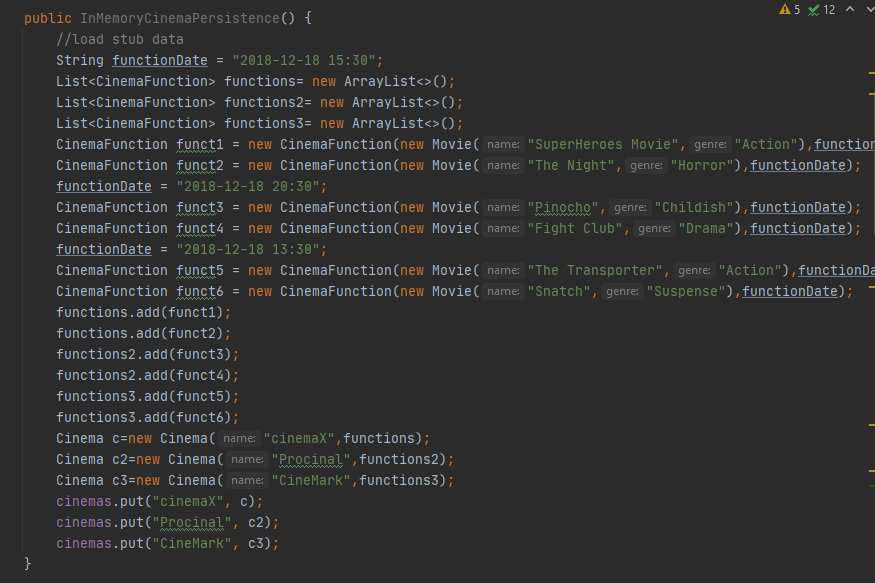 5 12
public InMemoryCinemaPersistence() {
//load stub data
String functionDate = "2018-12-18 15:30";
List<CinemaFunction> functions= new ArrayList<>();
List<CinemaFunction> functions2= new ArrayList<>();
List<CinemaFunction> functions3= new ArrayList<>();
CinemaFunction funct1 = new CinemaFunction(new Movie( name: "SuperHeroes Movie", genre: "Action"),function
CinemaFunction funct2 = new CinemaFunction(new Movie( name: "The Night", genre: "Horror"),functionDate);
functionDate = "2018-12-18 20:30";
CinemaFunction funct3 = new CinemaFunction(new Movie( name: "Pinocho", genre: "Childish"),functionDate);
CinemaFunction funct4 = new CinemaFunction(new Movie( name: "Fight Club", genre: "Drama"),functionDate);
functionDate = "2018-12-18 13:30";
CinemaFunction funct5 = new CinemaFunction(new Movie( name: "The Transporter", genre: "Action"),functionDa
CinemaFunction funct6 = new CinemaFunction(new Movie( name: "Snatch", genre: "Suspense"),functionDate);
functions.add(funct1);
functions.add(funct2);
functions2.add(funct3);
functions2.add(funct4);
functions3.add(funct5);
functions3.add(funct6);
Cinema c=new Cinema( name: "cinemaX",functions);
Cinema c2=new Cinema( name: "Procinal",functions2);
Cinema c3=new Cinema( name: "CineMark",functions3);
cinemas.put("cinemaX", c);
cinemas.put("Procinal", c2);
cinemas.put("CineMark", c3);
}